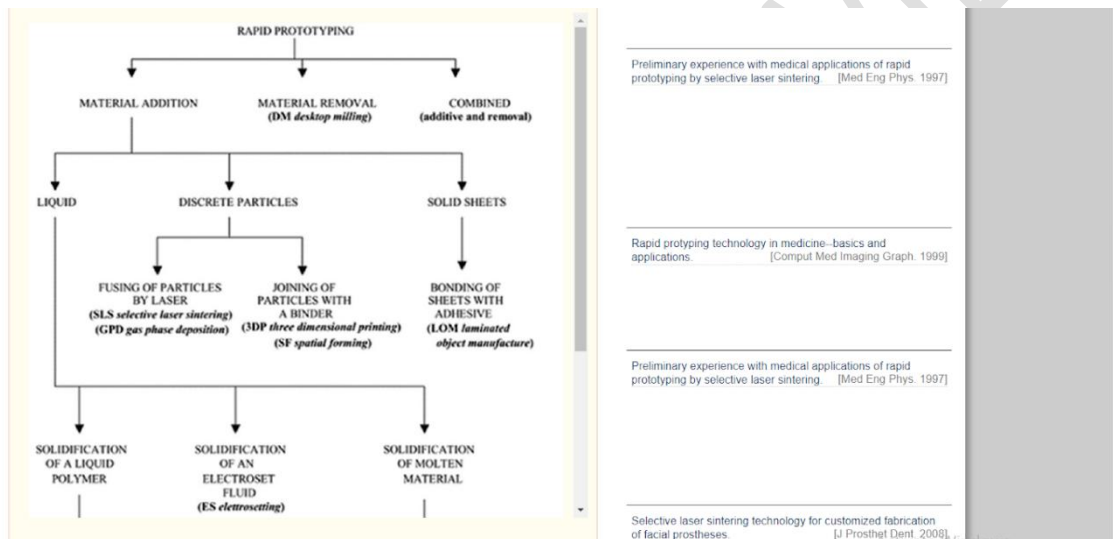 RAPID PROTOTYPING
MATERIAL ADDITION
MATERIAL REMOVAL
(DM desktop milling)
COMBINED
(additive and removal)
LIQUID
DISCRETE PARTICLES
SOLID SHEETS
FUSING OF PARTICLES
BY LASER
(SLS selective laser sintering)
(GPD gas phase deposition)
JOINING OF
PARTICLES WITH
A BINDER
(3DP three dimensional printing)
(SF spatial forming)
BONDING OF
SHEETS WITH
ADHESIVE
(LOM laminated
object manufacture)
SOLIDIFICATION
OF A LIQUID
POLYMER
SOLIDIFICATION
OF AN
ELECTROSET
FLUID
(ES elettrosetting)
SOLIDIFICATION
OF MOLTEN
MATERIAL
Preliminary experience with medical applications of rapid
prototyping by selective laser sintering. [Med Eng Phys. 1997]
Rapid protyping technology in medicine--basics and
applications. [Comput Med Imaging Graph. 1999]
Preliminary experience with medical applications of rapid
prototyping by selective laser sintering. [Med Eng Phys. 1997]
Selective laser sintering technology for customized fabrication
of facial prostheses. [J Prosthet Dent. 2008]